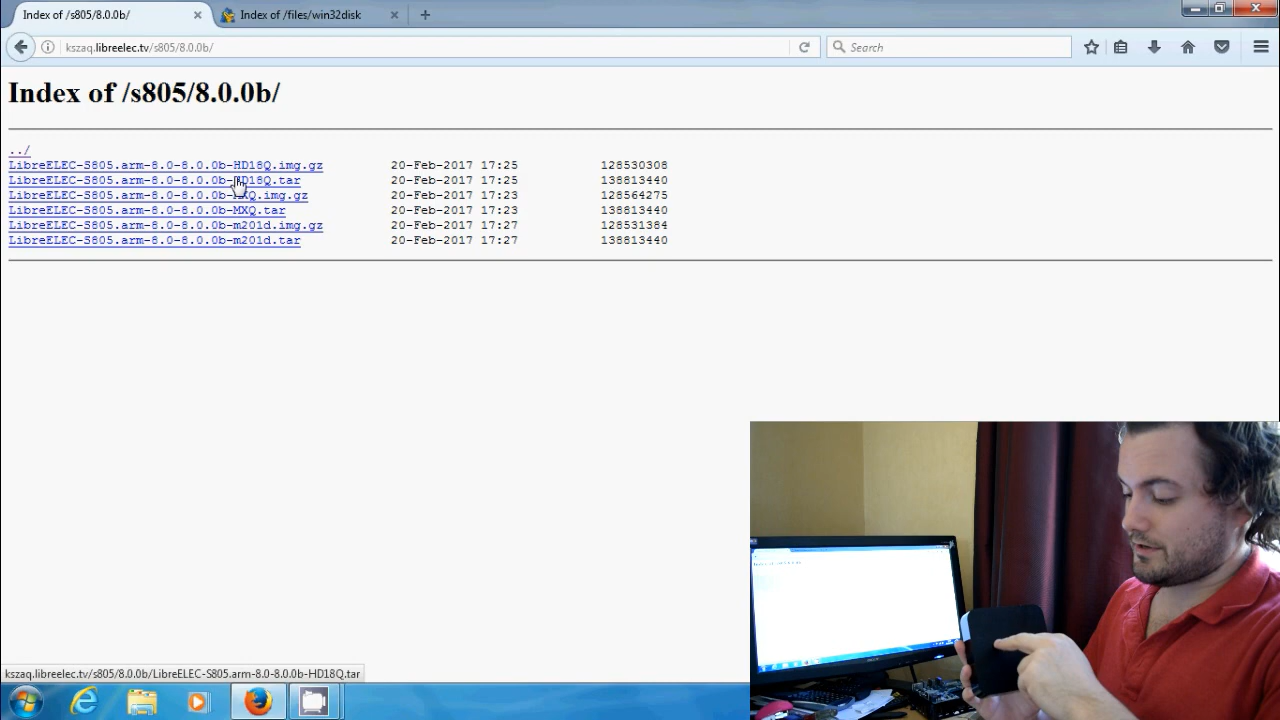 Index of /s805/8.0.0b/
Index of /files/win32disk
kszaq.libreelec.tv/s805/8.0.0b/
Search
Index of /s805/8.0.0b/
../
LibreELEC-S805.arm-8.0-8.0.0b-HD18Q.img.gz 20-Feb-2017 17:25 128530308
LibreELEC-S805.arm-8.0-8.0.0b-HD18Q.tar 20-Feb-2017 17:25 138813440
LibreELEC-S805.arm-8.0-8.0.0b-MXQ.img.gz 20-Feb-2017 17:23 128564275
LibreELEC-S805.arm-8.0-8.0.0b-MXQ.tar 20-Feb-2017 17:23 138813440
LibreELEC-S805.arm-8.0-8.0.0b-m201d.img.gz 20-Feb-2017 17:27 128531384
LibreELEC-S805.arm-8.0-8.0.0b-m201d.tar 20-Feb-2017 17:27 138813440
kszaq.libreelec.tv/s805/8.0.0b/LibreELEC-S805.arm-8.0-8.0.0b-HD18Q.tar